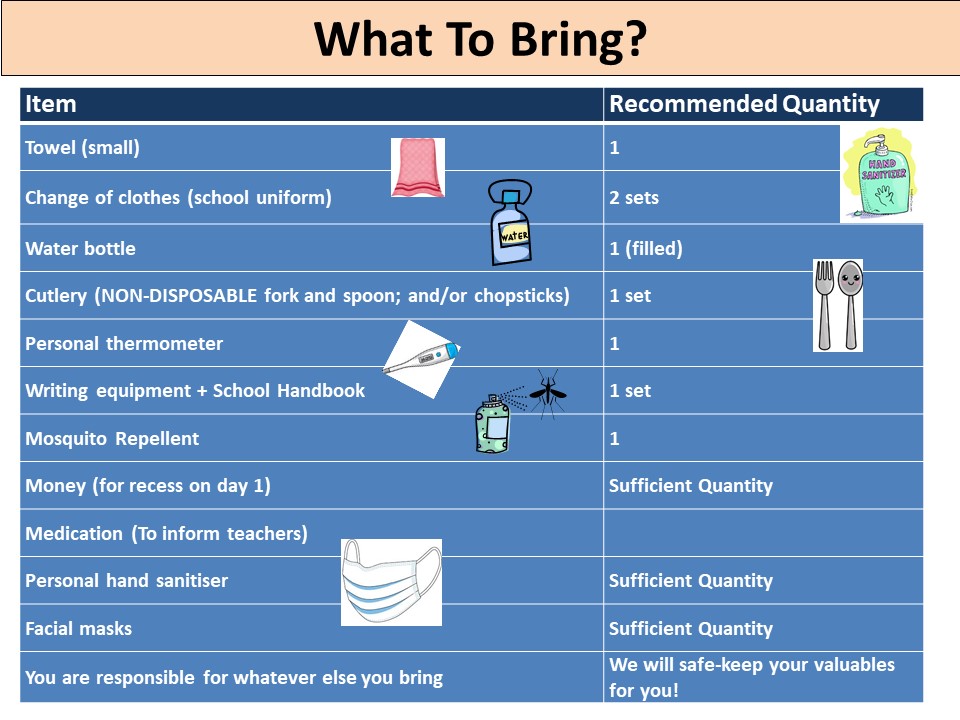 What To Bring?
Item Recommended Quantity
Towel (small) 1
HAND
SANITIZER
Change of clothes (school uniform) 2 sets
WATER
Water bottle 1 (filled)
Cutlery (NON-DISPOSABLE fork and spoon; and/or chopsticks) 1 set
Personal thermometer 1
Writing equipment + School Handbook 1 set
Mosquito Repellent 1
Money (for recess on day 1) Sufficient Quantity
Medication (To inform teachers)
Personal hand sanitiser Sufficient Quantity
Facial masks Sufficient Quantity
You are responsible for whatever else you bring We will safe-keep your valuables
for you!